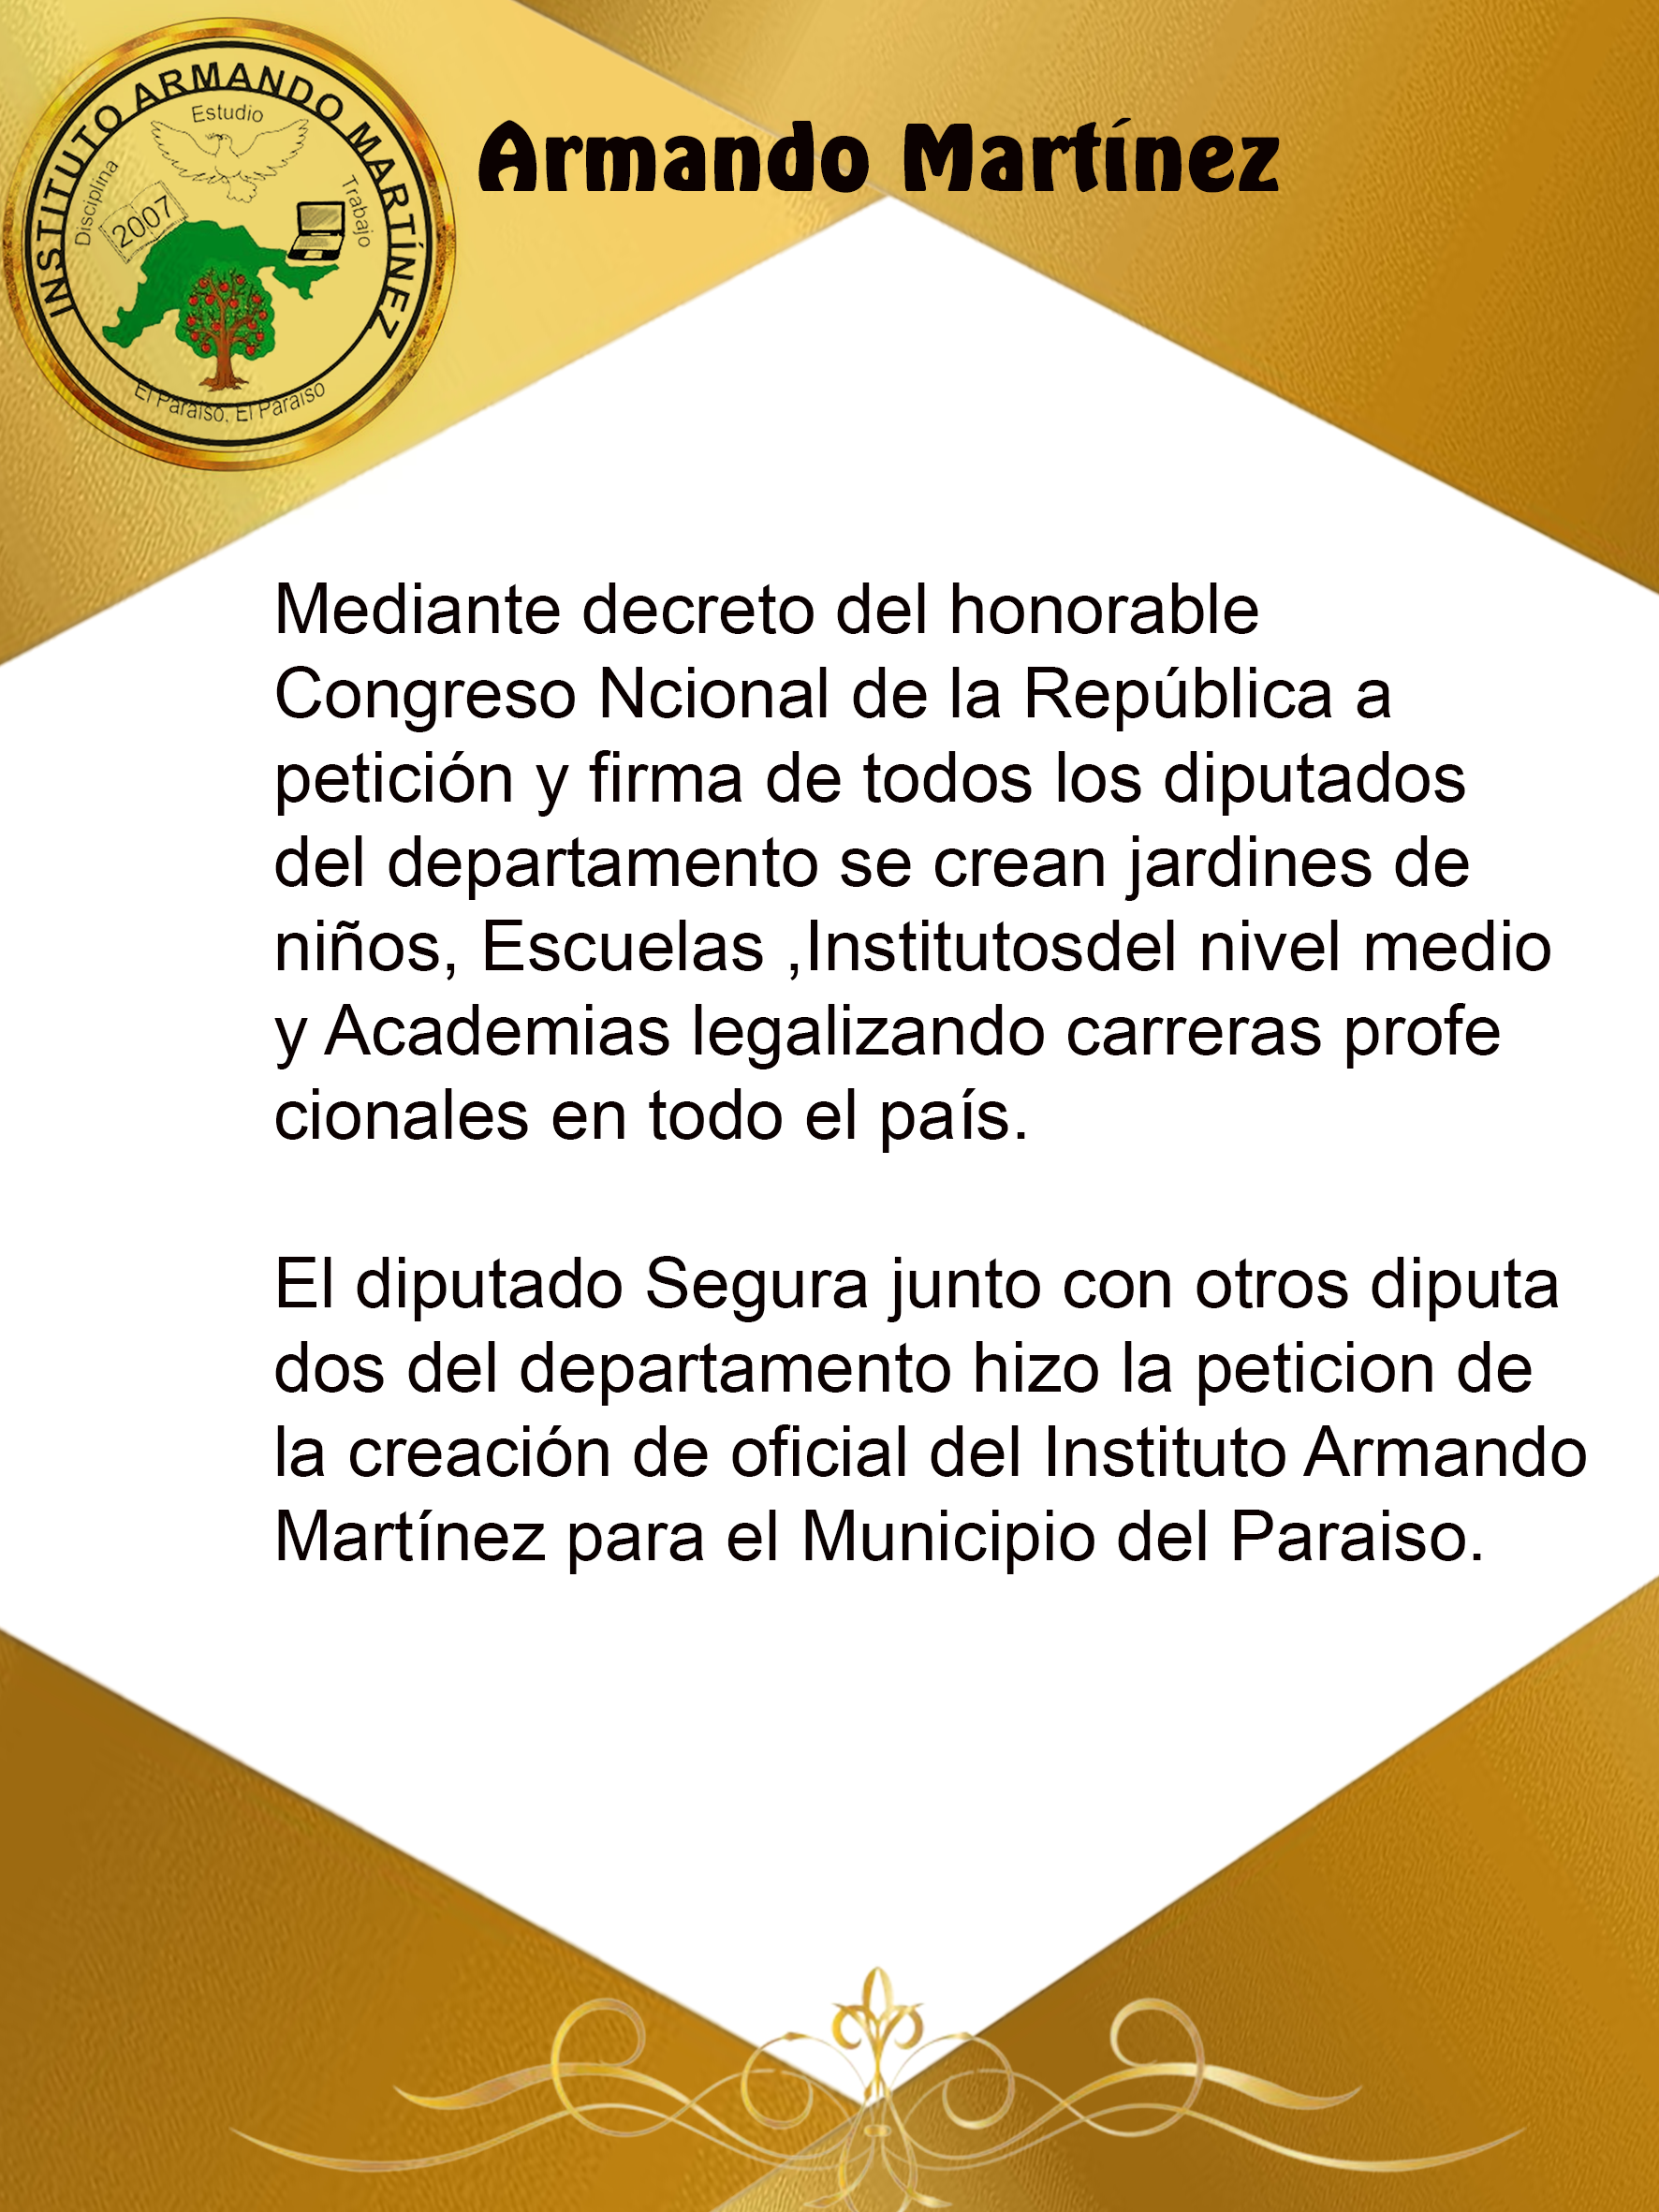 INSTITUTO ARMANDO MARTÍNEZ
Estudio
Disciplina
Trabajo
2007
El Paraíso, El Paraíso
Armando Martínez
Mediante decreto del honorable
Congreso Ncional de la República a
petición y firma de todos los diputados
del departamento se crean jardines de
niños, Escuelas ,Institutosdel nivel medio
y Academias legalizando carreras profe
cionales en todo el país.
El diputado Segura junto con otros diputa
dos del departamento hizo la peticion de
la creación de oficial del Instituto Armando
Martínez para el Municipio del Paraiso.